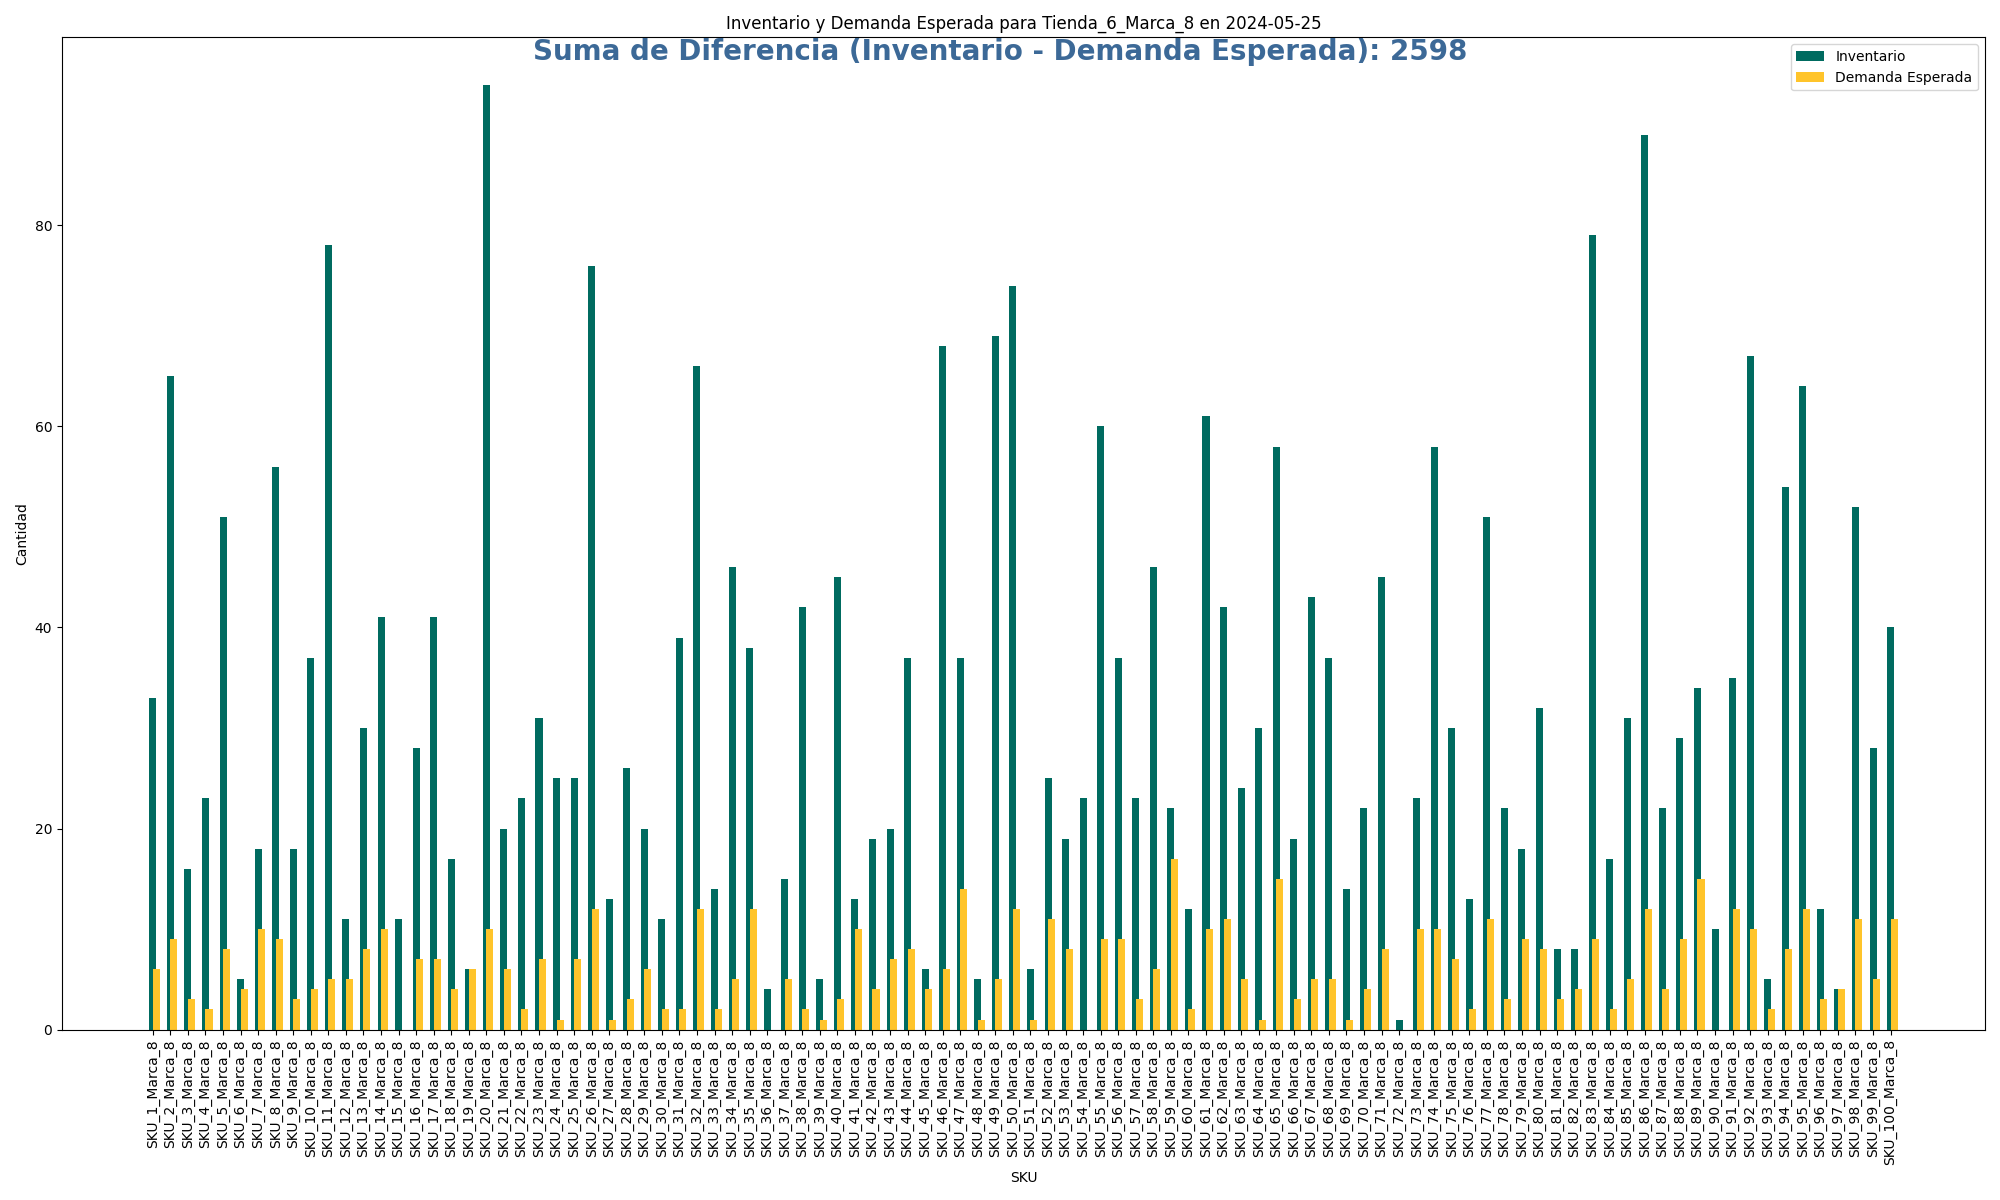 Inventario y Demanda Esperada para Tienda_6_Marca_8 en 2024-05-25
Suma de Diferencia (Inventario - Demanda Esperada): 2598
Inventario
Demanda Esperada
Cantidad
80
60
40
20
0
SKU_1_Marca_8
SKU_2_Marca_8
SKU_3_Marca_8
SKU_4_Marca_8
SKU_5_Marca_8
SKU_6_Marca_8
SKU_7_Marca_8
SKU_8_Marca_8
SKU_9_Marca_8
SKU_10_Marca_8
SKU_11_Marca_8
SKU_12_Marca_8
SKU_13_Marca_8
SKU_14_Marca_8
SKU_15_Marca_8
SKU_16_Marca_8
SKU_17_Marca_8
SKU_18_Marca_8
SKU_19_Marca_8
SKU_20_Marca_8
SKU_21_Marca_8
SKU_22_Marca_8
SKU_23_Marca_8
SKU_24_Marca_8
SKU_25_Marca_8
SKU_26_Marca_8
SKU_27_Marca_8
SKU_28_Marca_8
SKU_29_Marca_8
SKU_30_Marca_8
SKU_31_Marca_8
SKU_32_Marca_8
SKU_33_Marca_8
SKU_34_Marca_8
SKU_35_Marca_8
SKU_36_Marca_8
SKU_37_Marca_8
SKU_38_Marca_8
SKU_39_Marca_8
SKU_40_Marca_8
SKU_41_Marca_8
SKU_42_Marca_8
SKU_43_Marca_8
SKU_44_Marca_8
SKU_45_Marca_8
SKU_46_Marca_8
SKU_47_Marca_8
SKU_48_Marca_8
SKU_49_Marca_8
SKU_50_Marca_8
SKU_51_Marca_8
SKU_52_Marca_8
SKU_53_Marca_8
SKU_54_Marca_8
SKU_55_Marca_8
SKU_56_Marca_8
SKU_57_Marca_8
SKU_58_Marca_8
SKU_59_Marca_8
SKU_60_Marca_8
SKU_61_Marca_8
SKU_62_Marca_8
SKU_63_Marca_8
SKU_64_Marca_8
SKU_65_Marca_8
SKU_66_Marca_8
SKU_67_Marca_8
SKU_68_Marca_8
SKU_69_Marca_8
SKU_70_Marca_8
SKU_71_Marca_8
SKU_72_Marca_8
SKU_73_Marca_8
SKU_74_Marca_8
SKU_75_Marca_8
SKU_76_Marca_8
SKU_77_Marca_8
SKU_78_Marca_8
SKU_79_Marca_8
SKU_80_Marca_8
SKU_81_Marca_8
SKU_82_Marca_8
SKU_83_Marca_8
SKU_84_Marca_8
SKU_85_Marca_8
SKU_86_Marca_8
SKU_87_Marca_8
SKU_88_Marca_8
SKU_89_Marca_8
SKU_90_Marca_8
SKU_91_Marca_8
SKU_92_Marca_8
SKU_93_Marca_8
SKU_94_Marca_8
SKU_95_Marca_8
SKU_96_Marca_8
SKU_97_Marca_8
SKU_98_Marca_8
SKU_99_Marca_8
SKU_100_Marca_8
SKU